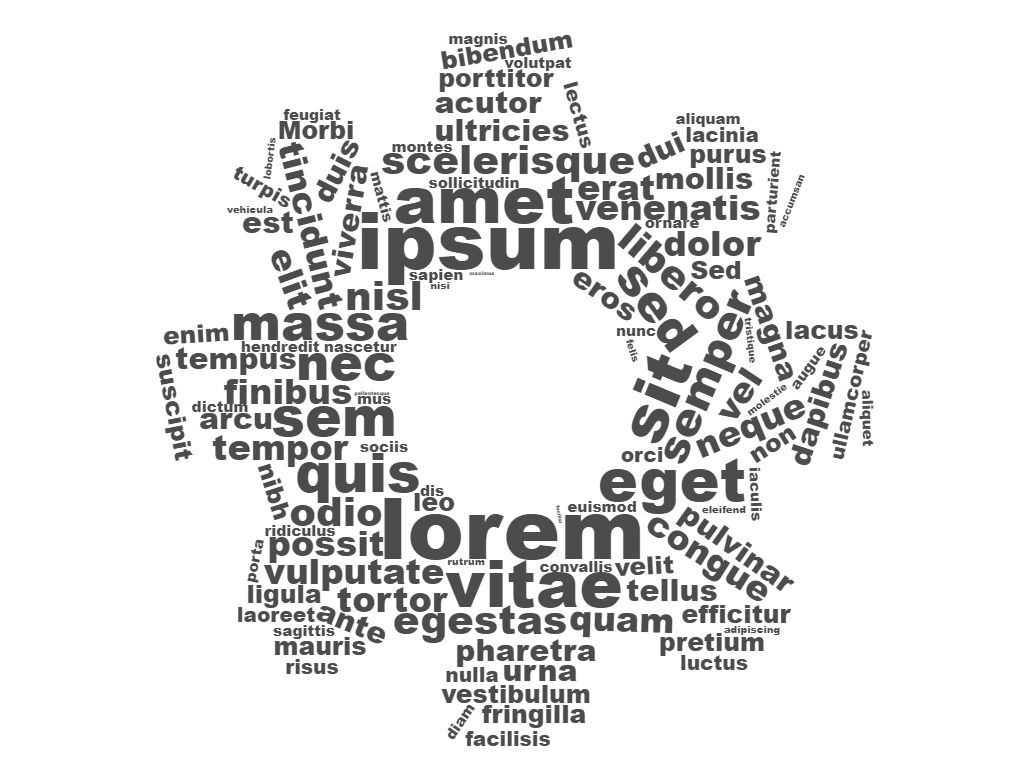 magnis
bibendum
volutpat
porttitor
lectus
acutor
feugiat
aliquam
Morbi
ultricies
dui
lacinia
lobortis
montes
tincidunt
duis
scelerisque
purus
turpis
viverra
mattis
sollicitudin
erat
mollis
parturient
accumsan
vehicula
amet
venenatis
est
ornare
ipsum
libero
dolor
elit
sapien
maximus
nisi
eros
sed
Sed
nisl
magna
massa
semper
tristique
enim
nunc
lacus
hendredit nascetur
felis
tempus
nec
sit
vel
augue
dapibus
ullamcorper
suscipit
finibus
pellentesque
mus
molestie
aliquet
dictum
arcu
sem
neque
non
tempor
sociis
orci
quis
eget
iaculis
nibh
dis
leo
odio
lorem
euismod
eleifend
ridiculus
possit
congue
pulvinar
porta
vulputate
rutrum
convallis
velit
ligula
tortor
vitae
tellus
laoreet
ante
egestas
quam
efficitur
sagittis
adipiscing
mauris
pharetra
pretium
risus
nulla
urna
luctus
vestibulum
diam
fringilla
facilisis